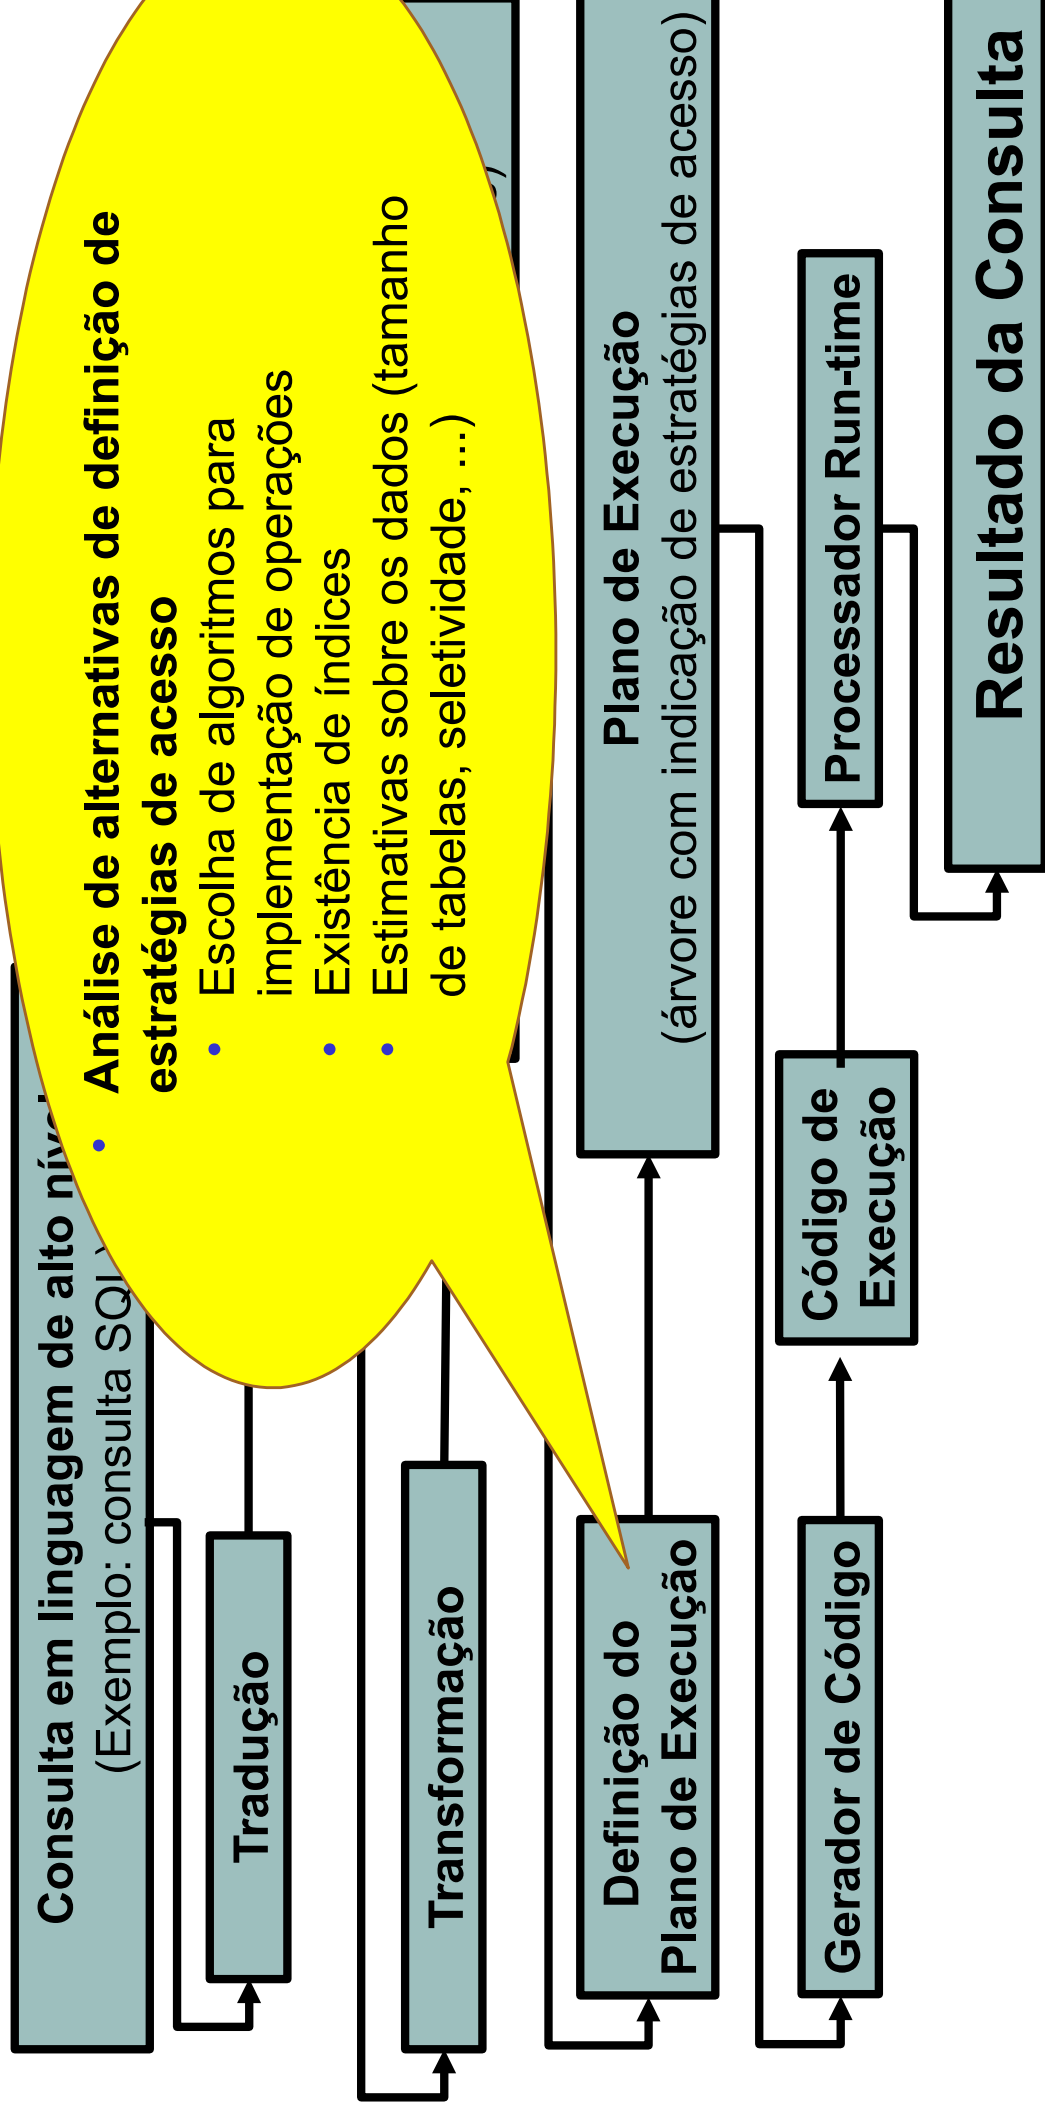 Consulta em linguagem de alto
(Exemplo: consulta SQL)
Análise de alternativas de definição de
estratégias de acesso
Escolha de algoritmos para
implementação de operações
Existência de índices
Estimativas sobre os dados (tamanho
de tabelas, seletividade, ...)
Tradução
Transformação
Definição do
Plano de Execução
Plano de Execução
(árvore com indicação de estratégias de acesso)
Gerador de Código
Código de
Execução
Processador Run-time
Resultado da Consulta